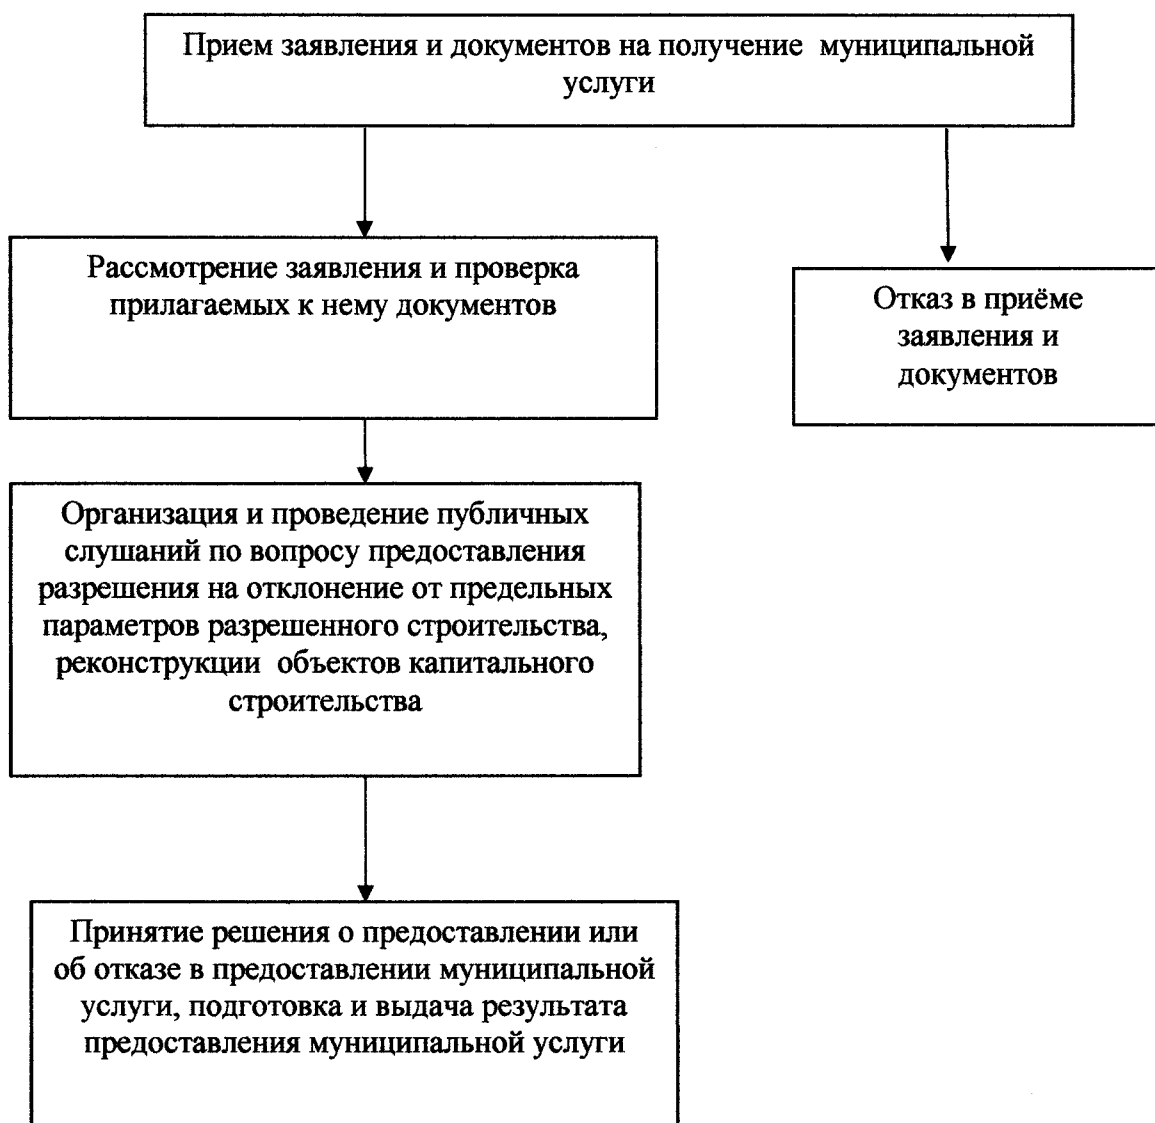 Прием заявления и документов на получение муниципальной
услуги
Рассмотрение заявления и проверка
прилагаемых к нему документов
Отказ в приёме
заявления и
документов
Организация и проведение публичных
слушаний по вопросу предоставления
разрешения на отклонение от предельных
параметров разрешенного строительства,
реконструкции объектов капитального
строительства
Принятие решения о предоставлении или
об отказе в предоставлении муниципальной
услуги, подготовка и выдача результата
предоставления муниципальной услуги